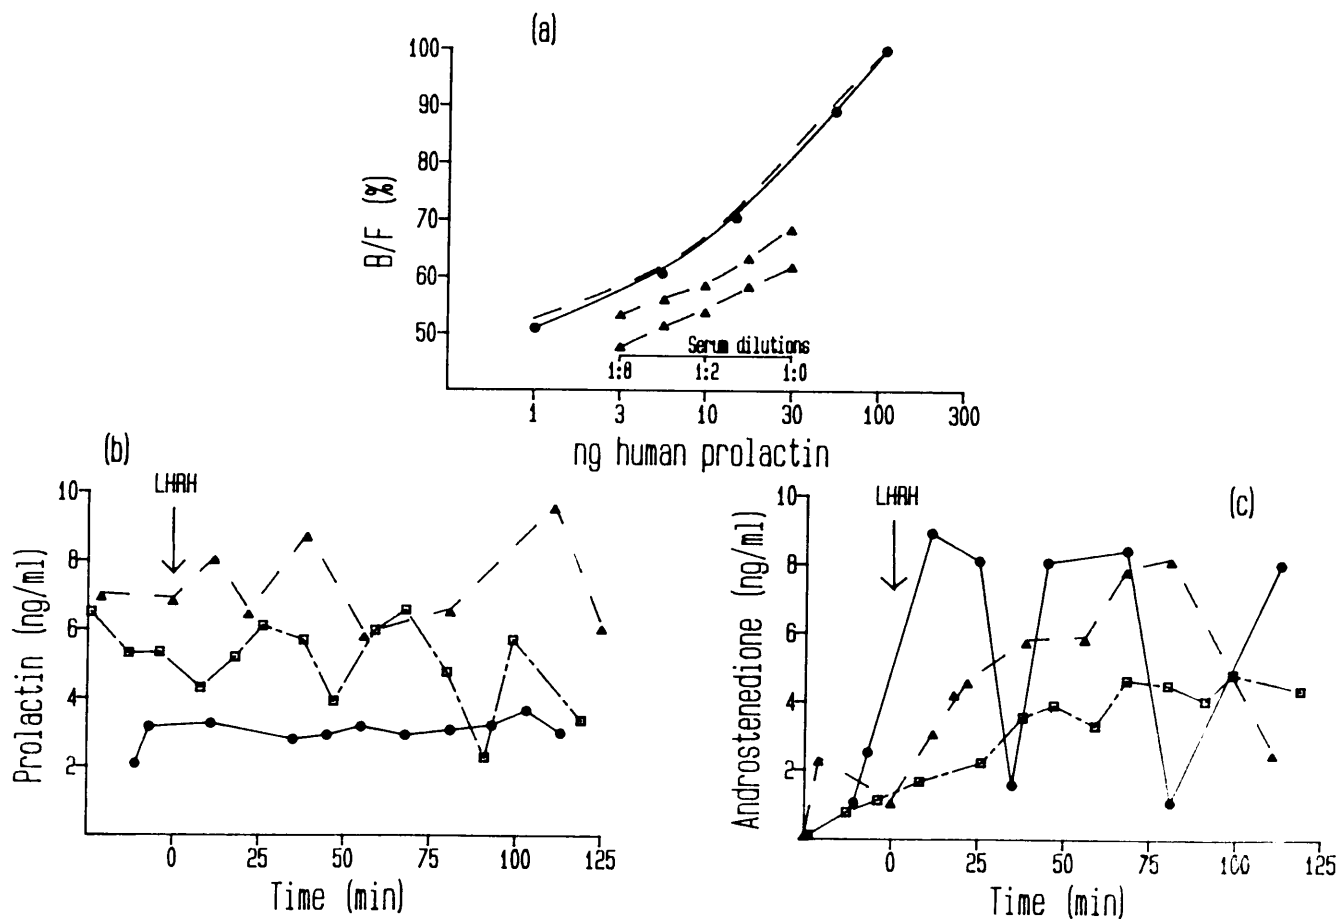 (a)
100
90
80
70
60
50
B/F (%)
Serum dilutions
1:8 1:2 1:0
1 3 10 30 100 300
ng human prolactin
(b)
LHRH
10
8
6
4
2
Prolactin (ng/ml)
0 25 50 75 100 125
Time (min)
(c)
LHRH
10
8
6
4
2
Androstenedione (ng/ml)
0 25 50 75 100 125
Time (min)